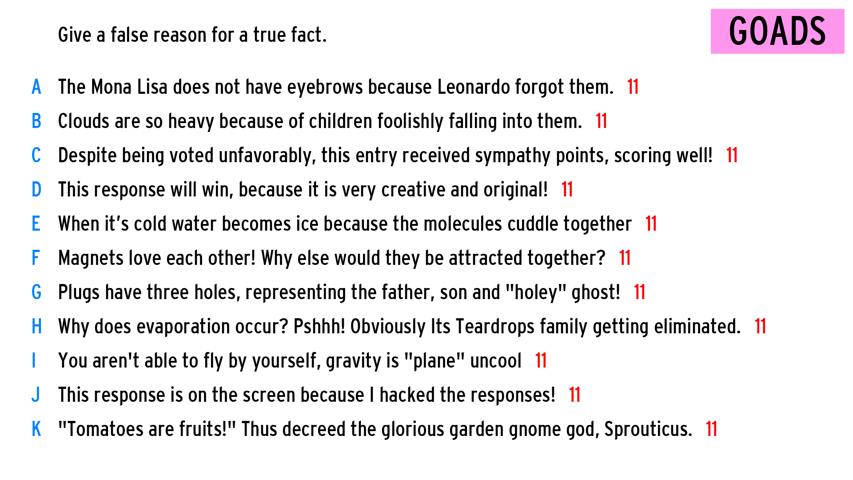 Give a false reason for a true fact.
GOADS
A The Mona Lisa does not have eyebrows because Leonardo forgot them. 11
B Clouds are so heavy because of children foolishly falling into them. 11
C Despite being voted unfavorably, this entry received sympathy points, scoring well! 11
D This response will win, because it is very creative and original! 11
E When it's cold water becomes ice because the molecules cuddle together 11
F Magnets love each other! Why else would they be attracted together? 11
G Plugs have three holes, representing the father, son and "holey" ghost! 11
H Why does evaporation occur? Pshhh! Obviously Its Teardrops family getting eliminated. 11
I You aren't able to fly by yourself, gravity is "plane" uncool 11
J This response is on the screen because I hacked the responses! 11
K "Tomatoes are fruits!" Thus decreed the glorious garden gnome god, Sprouticus. 11